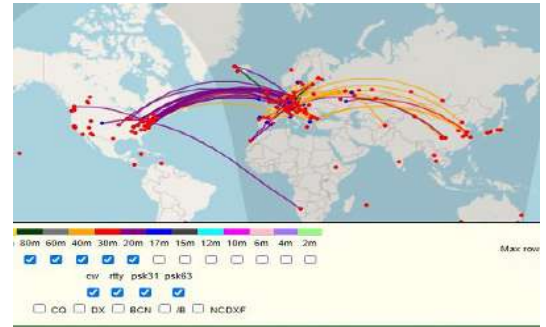 80m 60m 40m 30m 20m 17m 15m 12m 10m 6m 4m 2m
Max row
cw rtty psk31 psk63
CQ DX BCN /B NCDXF